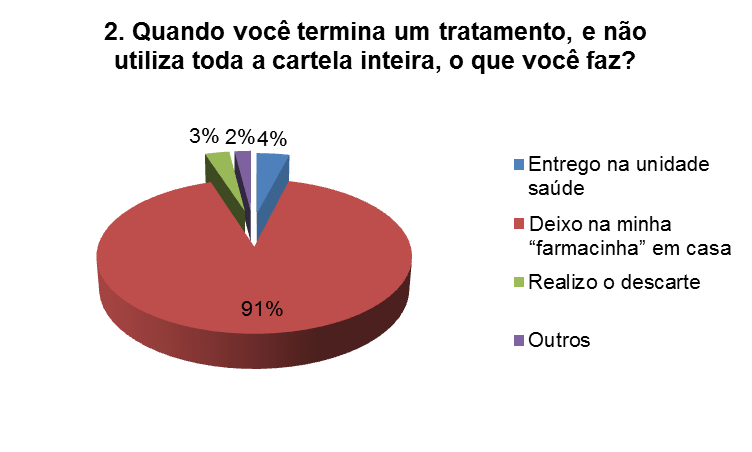 2. Quando você termina um tratamento, e não
utiliza toda a cartela inteira, o que você faz?
3% 2% 4%
91%
Entrego na unidade
saúde
Deixo na minha
“farmacinha” em casa
Realizo o descarte
Outros